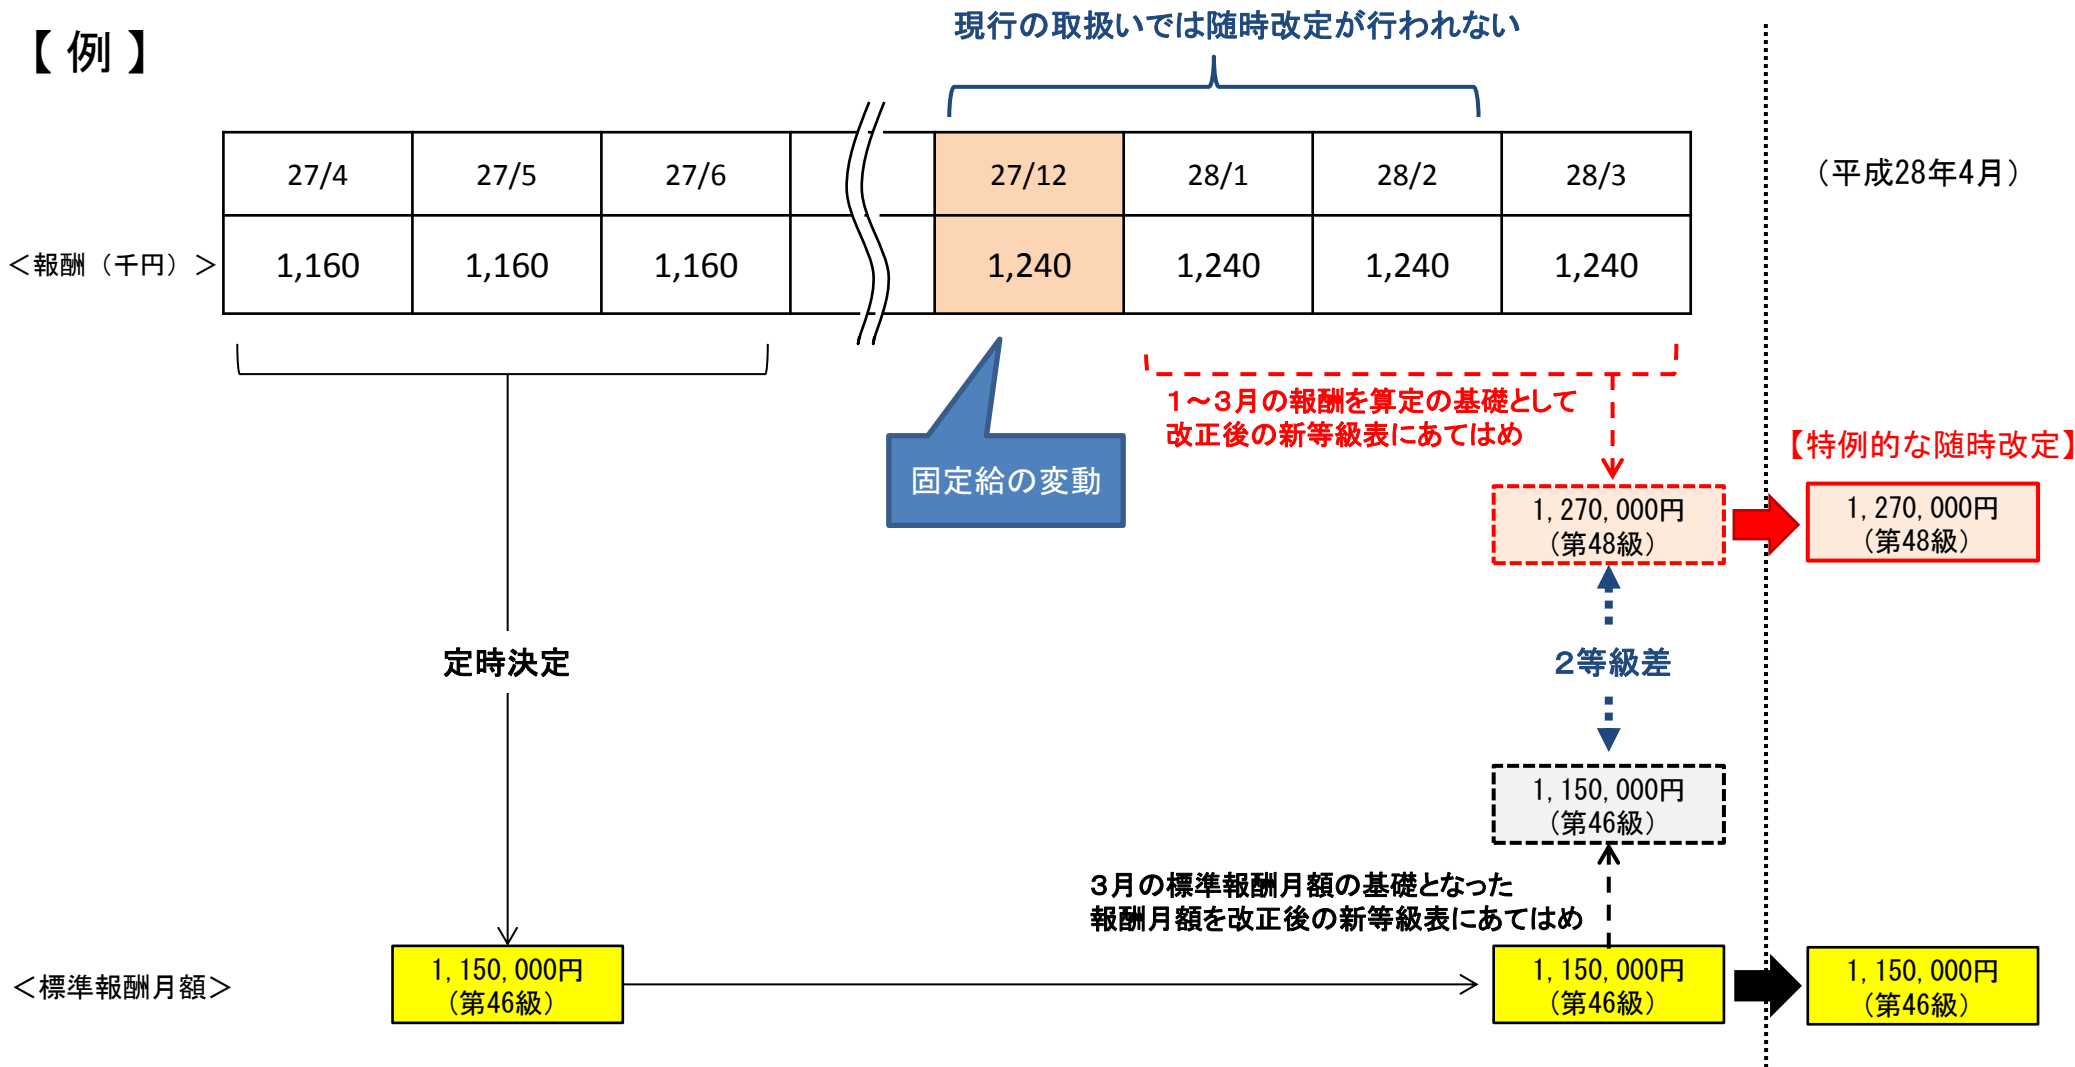 現行の取扱いでは随時改定が行われない
【 例 】
27/4 27/5 27/6 27/12 28/1 28/2 28/3
（平成28年4月）
＜報酬（千円）＞ 1,160 1,160 1,160 1,240 1,240 1,240 1,240
1～3月の報酬を算定の基礎として
改正後の新等級表にあてはめ
固定給の変動
【特例的な随時改定】
1,270,000円
（第48級）
1,270,000円
（第48級）
定時決定
2等級差
1,150,000円
（第46級）
3月の標準報酬月額の基礎となった
報酬月額を改正後の新等級表にあてはめ
＜標準報酬月額＞
1,150,000円
（第46級）
1,150,000円
（第46級）
1,150,000円
（第46級）